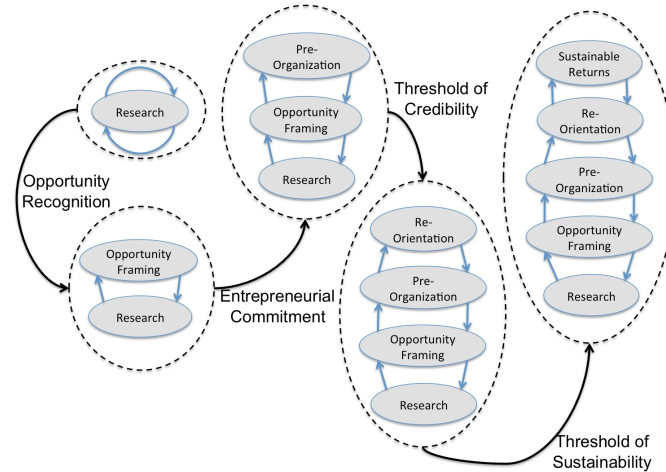 Research
Opportunity
Recognition
Opportunity
Framing
Research
Entrepreneurial
Commitment
Pre-
Organization
Opportunity
Framing
Research
Threshold of
Credibility
Re-
Orientation
Pre-
Organization
Opportunity
Framing
Research
Threshold of
Sustainability
Sustainable
Returns
Re-
Orientation
Pre-
Organization
Opportunity
Framing
Research